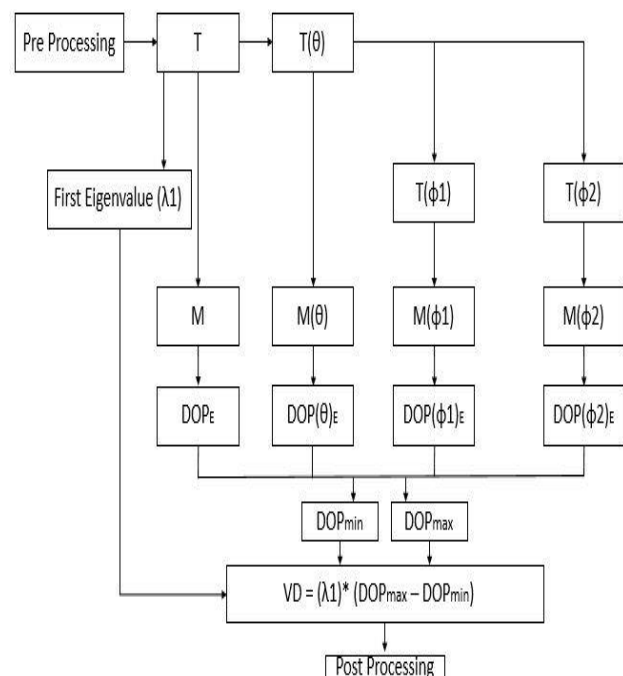 Pre Processing
T
T(θ)
First Eigenvalue (λ1)
T(ϕ1)
T(ϕ2)
M
M(θ)
M(ϕ1)
M(ϕ2)
DOPE
DOP(θ)E
DOP(ϕ1)E
DOP(ϕ2)E
DOPmin
DOPmax
VD = (λ1)* (DOPmax – DOPmin)
Post Processing